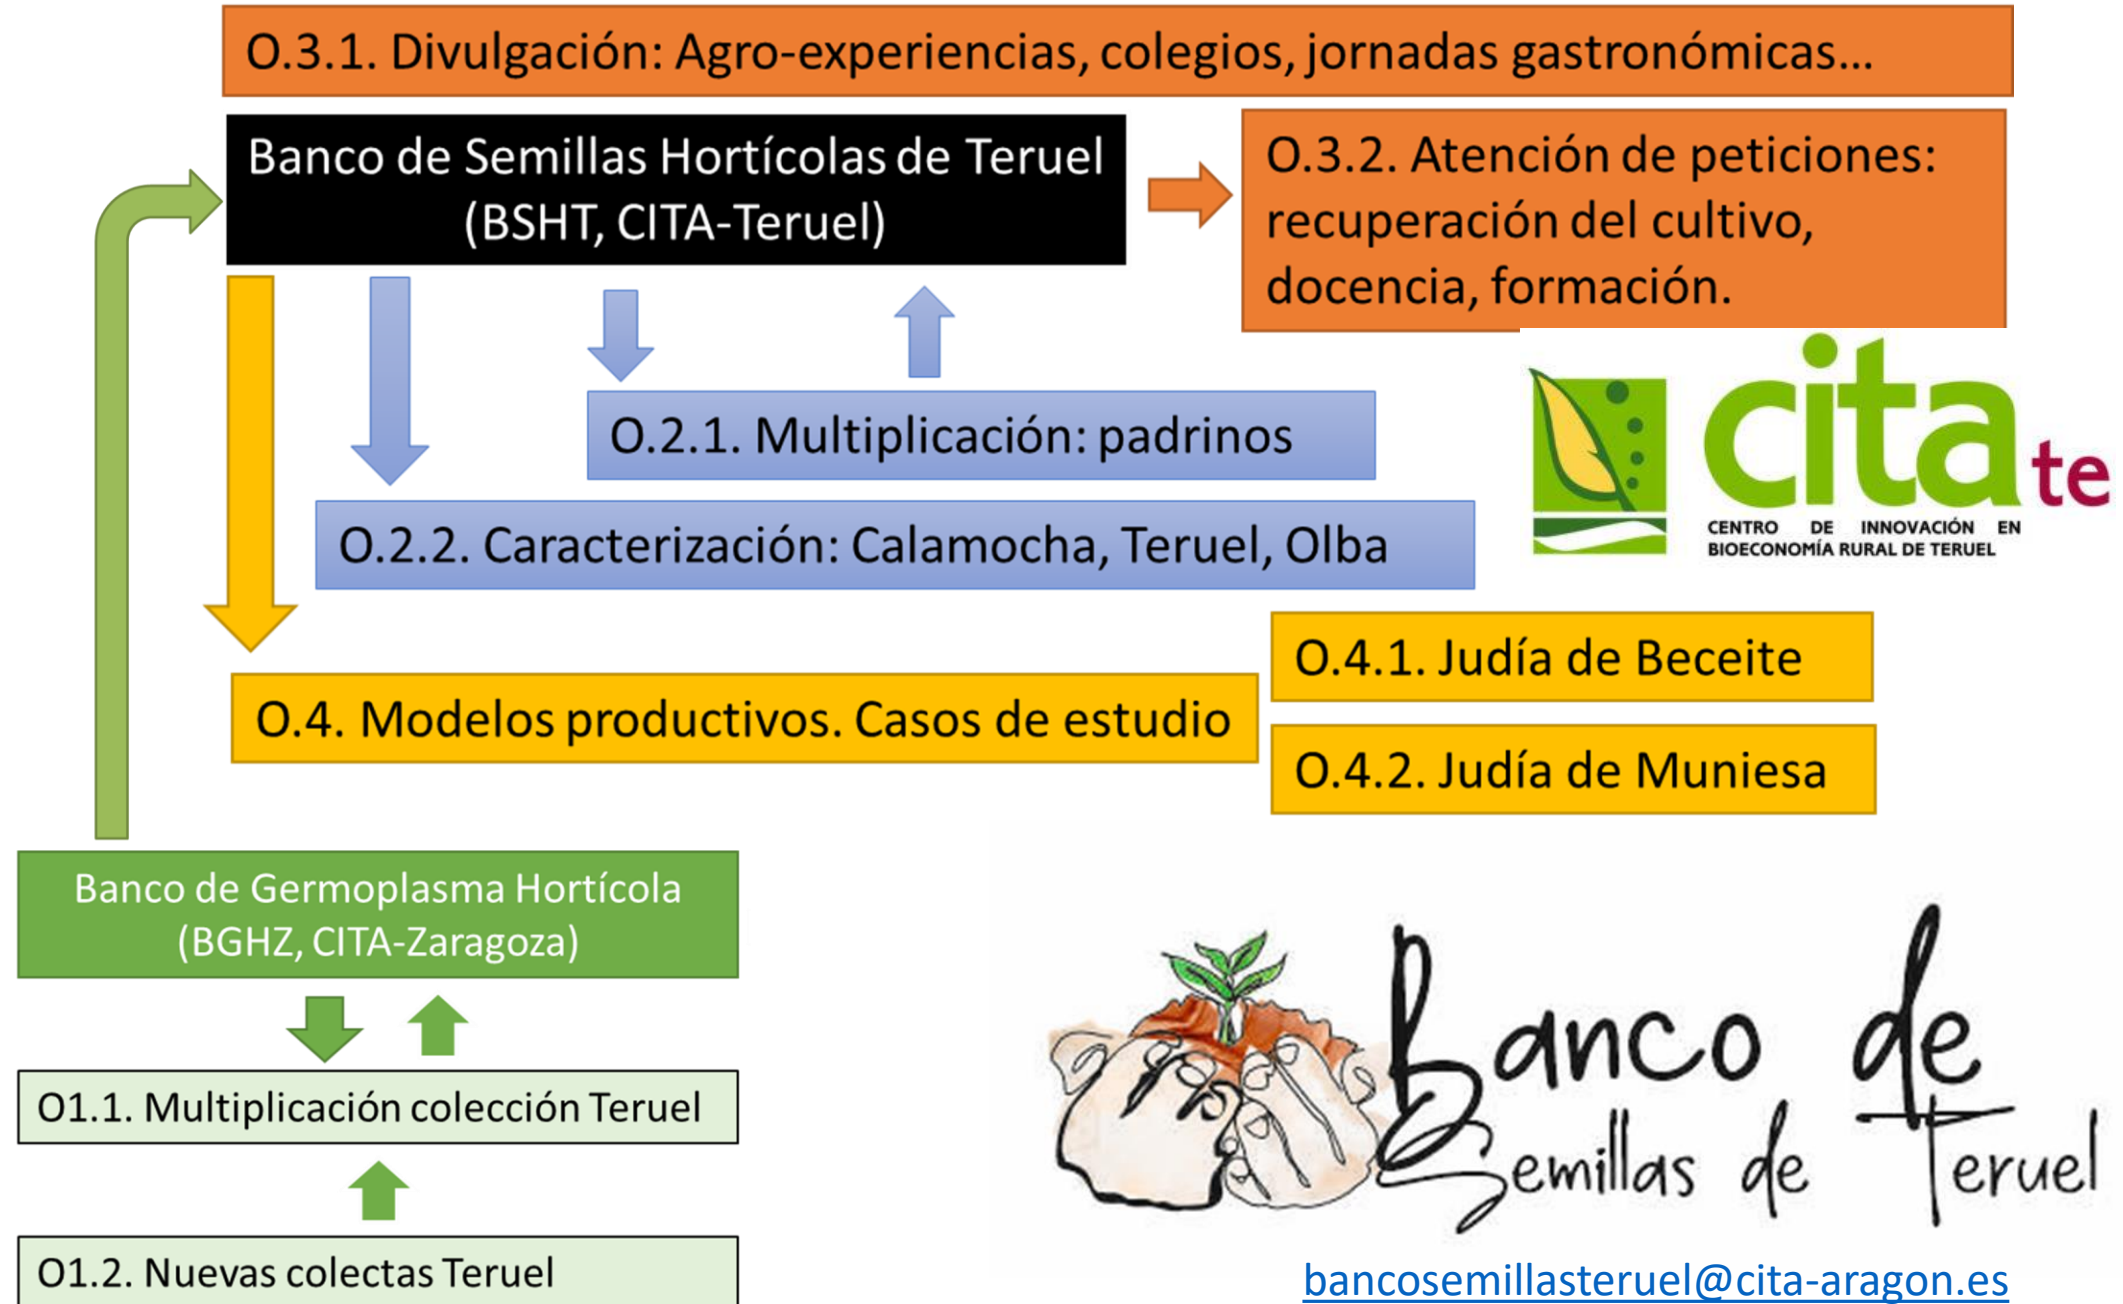 O.3.1. Divulgación: Agro-experiencias, colegios, jornadas gastronómicas...
Banco de Semillas Hortícolas de Teruel
(BSHT, CITA-Teruel)
O.3.2. Atención de peticiones:
recuperación del cultivo,
docencia, formación.
O.2.1. Multiplicación: padrinos
O.2.2. Caracterización: Calamocha, Teruel, Olba
cita te
CENTRO DE INNOVACIÓN EN
BIOECONOMÍA RURAL DE TERUEL
O.4. Modelos productivos. Casos de estudio
O.4.1. Judía de Beceite
O.4.2. Judía de Muniesa
Banco de Germoplasma Hortícola
(BGHZ, CITA-Zaragoza)
O1.1. Multiplicación colección Teruel
O1.2. Nuevas colectas Teruel
Banco de
Semillas de Teruel
bancosemillasteruel@cita-aragon.es